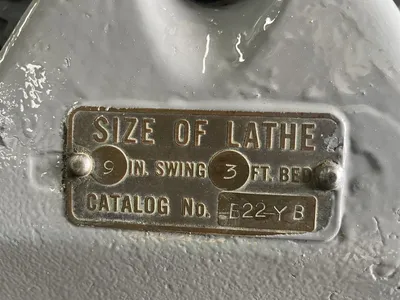 SIZE OF LATHE
9 IN. SWING 3 FT. BED
CATALOG No. -E22-YB